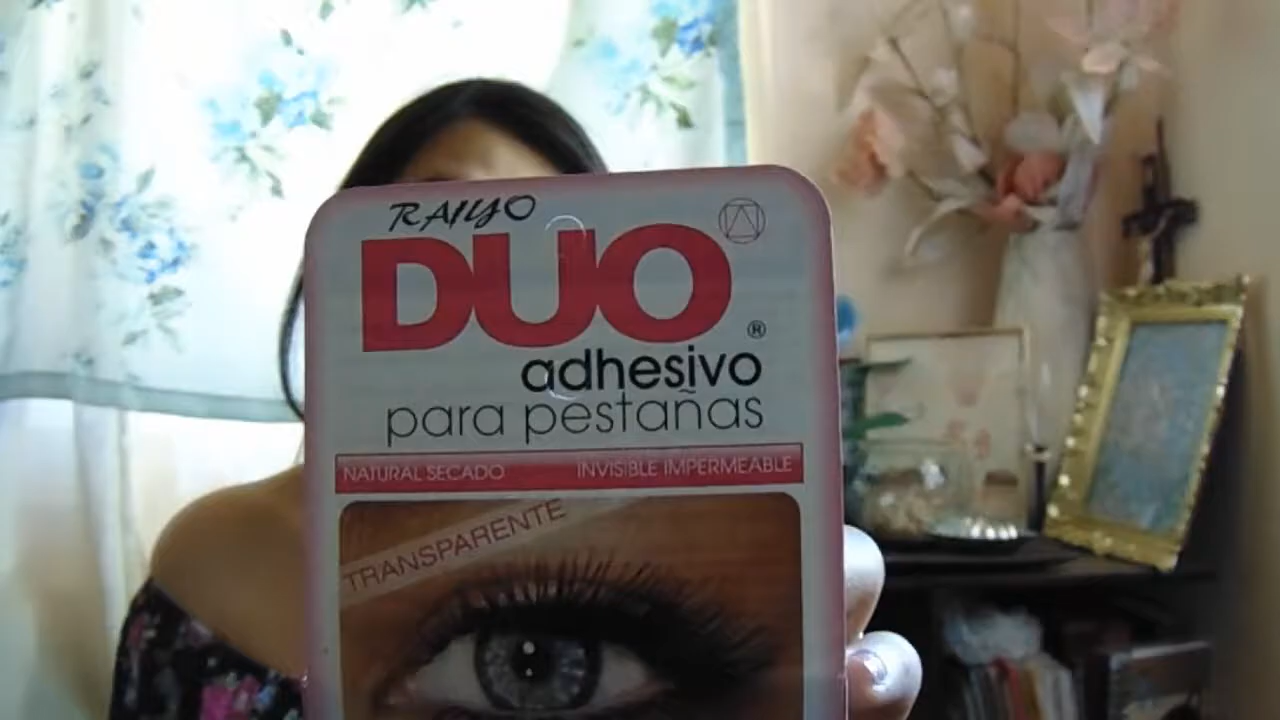 RAIYO
DUO
®
adhesivo
para pestañas
NATURAL SECADO INVISIBLE IMPERMEABLE
TRANSPARENTE